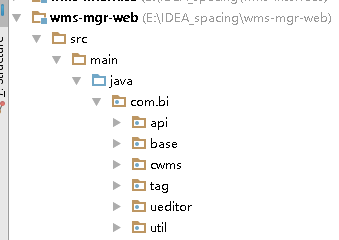 wms-mgr-web (E:\IDEA_spacing\wms-mgr-web)
src
main
java
com.bi
api
base
cwms
tag
ueditor
util